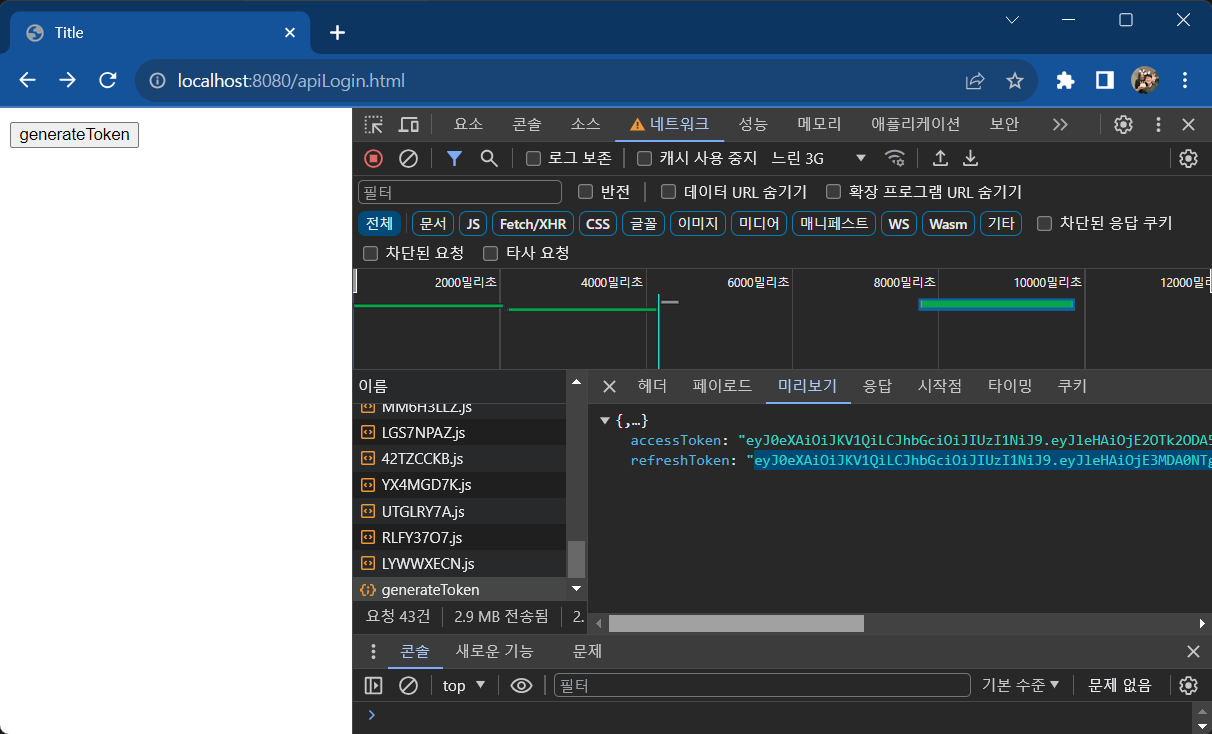 Title
localhost:8080/apiLogin.html
generateToken
요소 콘솔 소스 네트워크 성능 메모리 애플리케이션 보안
로그 보존 캐시 사용 중지 느린 3G
필터 반전 데이터 URL 숨기기 확장 프로그램 URL 숨기기
전체 문서 JS Fetch/XHR CSS 글꼴 이미지 미디어 매니페스트 WS Wasm 기타 차단된 응답 쿠키
차단된 요청 타사 요청
2000밀리초 4000밀리초 6000밀리초 8000밀리초 10000밀리초 12000밀리초
이름
헤더 페이로드 미리보기 응답 시작점 타이밍 쿠키
MM6H3LLZ.js
LGS7NPAZ.js
42TZCCKB.js
YX4MGD7K.js
UTGLRY7A.js
RLFY37O7.js
LYWWXECN.js
generateToken
{,…}
accessToken: "eyJ0eXAiOiJKV1QiLCJhbGciOiJIUzI1NiJ9.eyJleHAiOjE2OTk2ODA5
refreshToken: "eyJ0eXAiOiJKV1QiLCJhbGciOiJIUzI1NiJ9.eyJleHAiOjE3MDA0NTg
요청 43건 2.9 MB 전송됨 2.
콘솔 새로운 기능 문제
top 필터 기본 수준 문제 없음